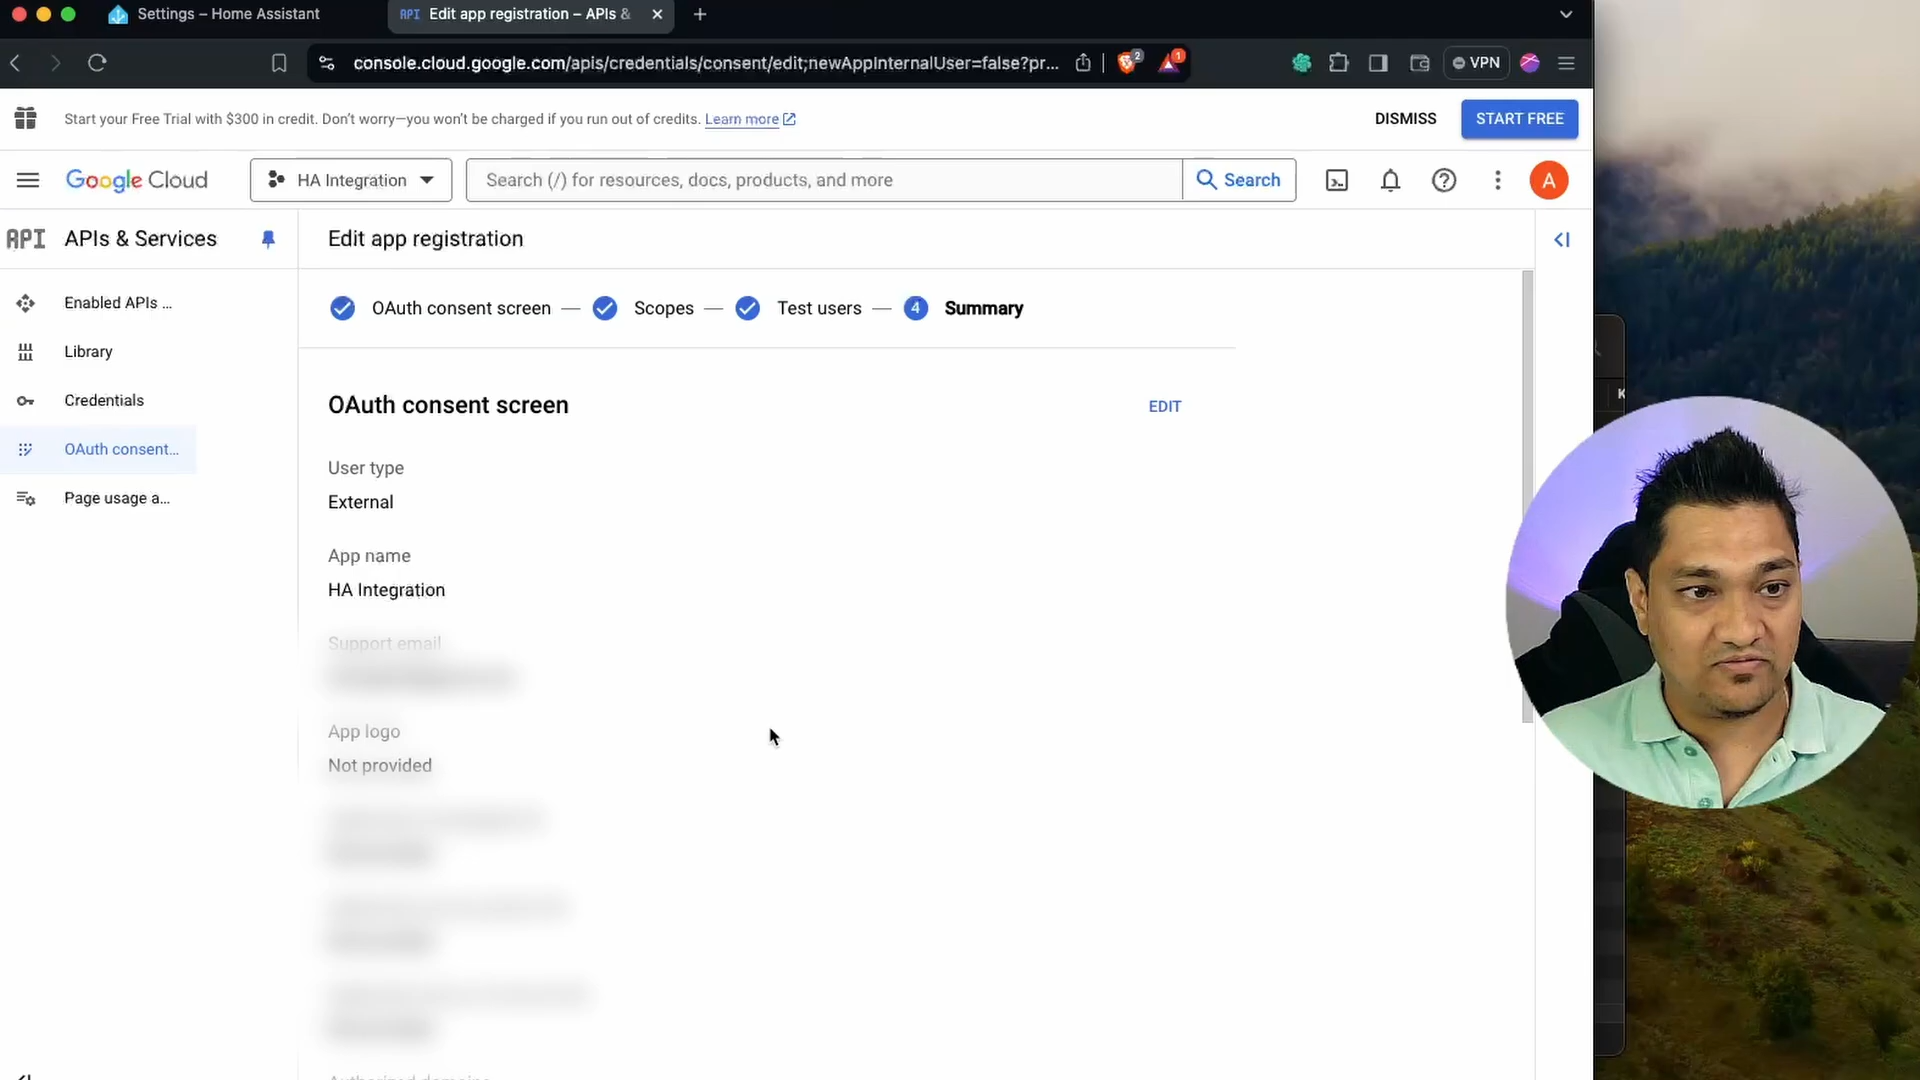 Settings – Home Assistant
API Edit app registration – APIs &
console.cloud.google.com/apis/credentials/consent/edit;newAppInternalUser=false?pr...
2
1
VPN
Start your Free Trial with $300 in credit. Don't worry—you won't be charged if you run out of credits. Learn more
DISMISS
START FREE
Google Cloud
HA Integration
Search (/) for resources, docs, products, and more
Search
A
API APIs & Services
Edit app registration
Enabled APIs ...
Library
Credentials
OAuth consent...
Page usage a...
OAuth consent screen — Scopes — Test users — 4 Summary
OAuth consent screen
EDIT
User type
External
App name
HA Integration
Support email
App logo
Not provided
K